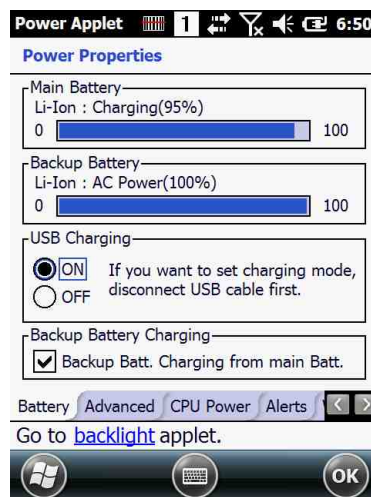 Power Applet 1 6:50
Power Properties
Main Battery
Li-Ion : Charging(95%)
0 100
Backup Battery
Li-Ion : AC Power(100%)
0 100
USB Charging
ON If you want to set charging mode,
OFF disconnect USB cable first.
Backup Battery Charging
Backup Batt. Charging from main Batt.
Battery Advanced CPU Power Alerts
Go to backlight applet.
OK